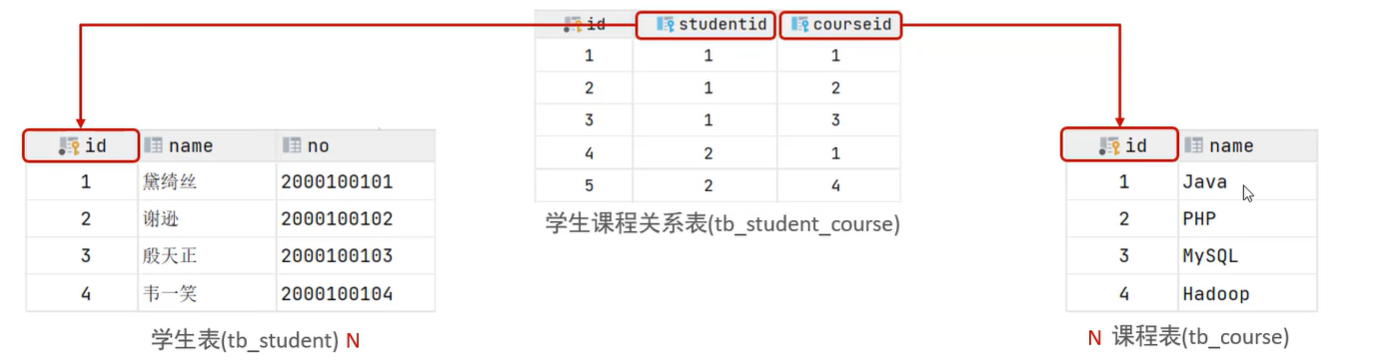 id studentid courseid
1 1 1
2 1 2
3 1 3
4 2 1
5 2 4
学生课程关系表(tb_student_course)
id name no
1 黛绮丝 2000100101
2 谢逊 2000100102
3 殷天正 2000100103
4 韦一笑 2000100104
学生表(tb_student) N
id name
1 Java
2 PHP
3 MySQL
4 Hadoop
N 课程表(tb_course)